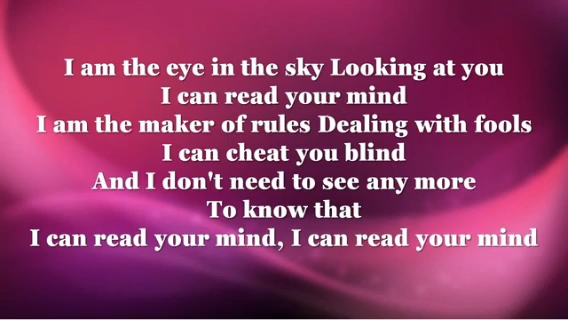 I am the eye in the sky Looking at you
I can read your mind
I am the maker of rules Dealing with fools
I can cheat you blind
And I don't need to see any more
To know that
I can read your mind, I can read your mind